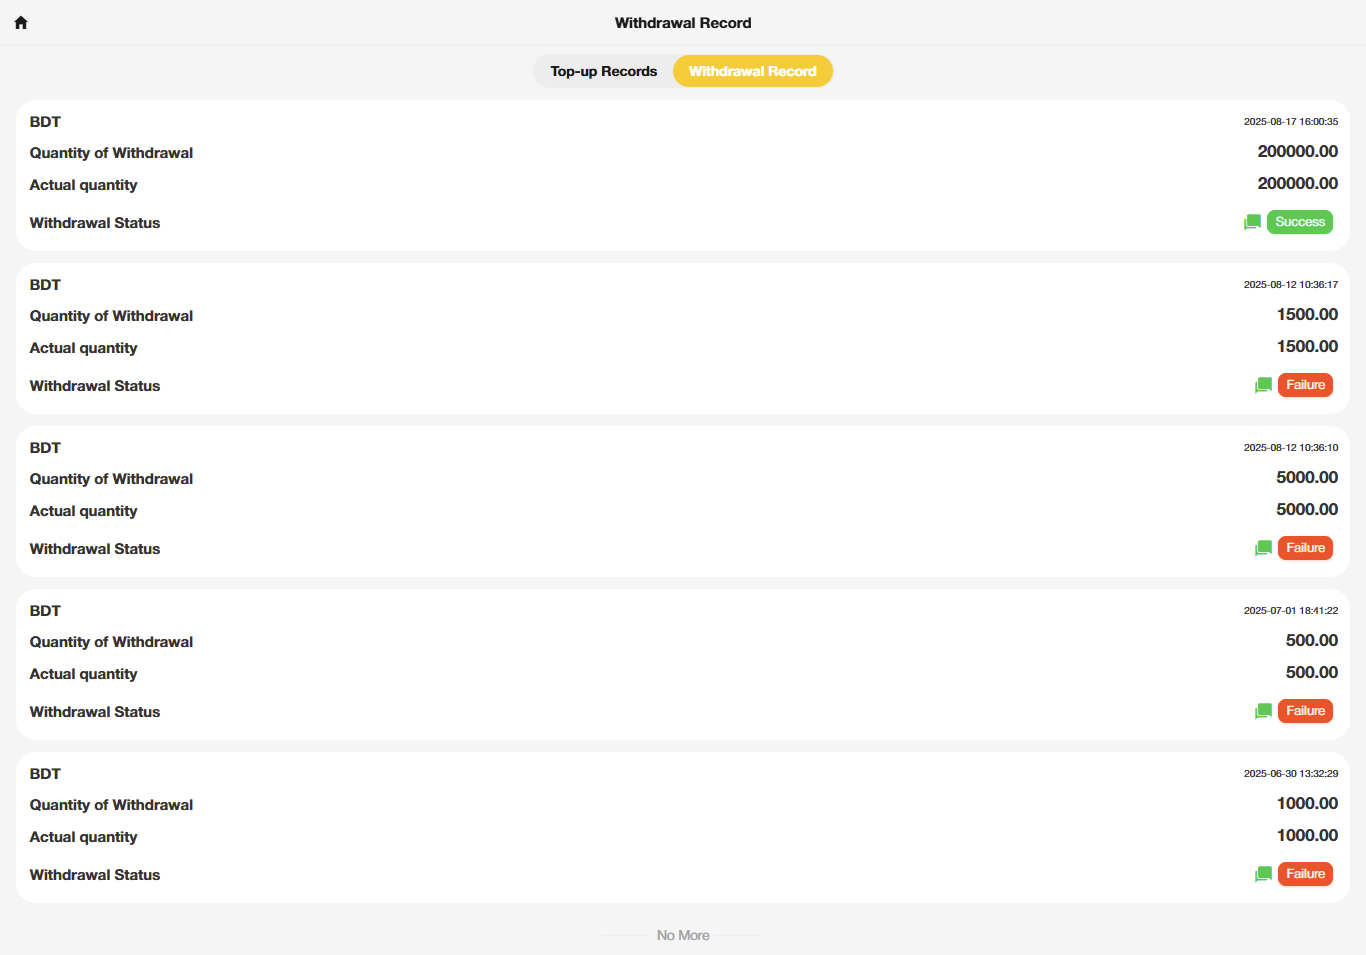 Withdrawal Record
Top-up Records Withdrawal Record
BDT 2025-08-17 16:00:35
Quantity of Withdrawal 200000.00
Actual quantity 200000.00
Withdrawal Status Success
BDT 2025-08-12 10:36:17
Quantity of Withdrawal 1500.00
Actual quantity 1500.00
Withdrawal Status Failure
BDT 2025-08-12 10:36:10
Quantity of Withdrawal 5000.00
Actual quantity 5000.00
Withdrawal Status Failure
BDT 2025-07-01 18:41:22
Quantity of Withdrawal 500.00
Actual quantity 500.00
Withdrawal Status Failure
BDT 2025-06-30 13:32:29
Quantity of Withdrawal 1000.00
Actual quantity 1000.00
Withdrawal Status Failure
No More